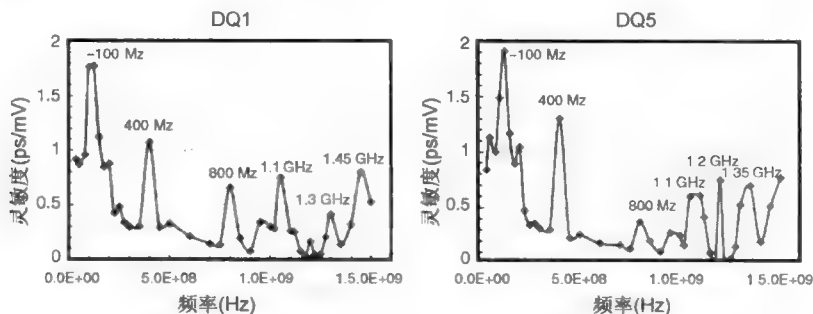 DQ1
2
1.5
1
0.5
0
灵敏度(ps/mV)
~100 Mz
400 Mz
800 Mz
1.1 GHz
1.3 GHz
1.45 GHz
0.0E+00
5.0E+08
1.0E+09
1.5E+09
频率(Hz)
DQ5
2
1.5
1
0.5
0
灵敏度(ps/mV)
~100 Mz
400 Mz
800 Mz
1 1 GHz
1 2 GHz
1 35 GHz
0.0E+00
5.0E+08
1 0E+09
1 5.0E+09
频率(Hz)